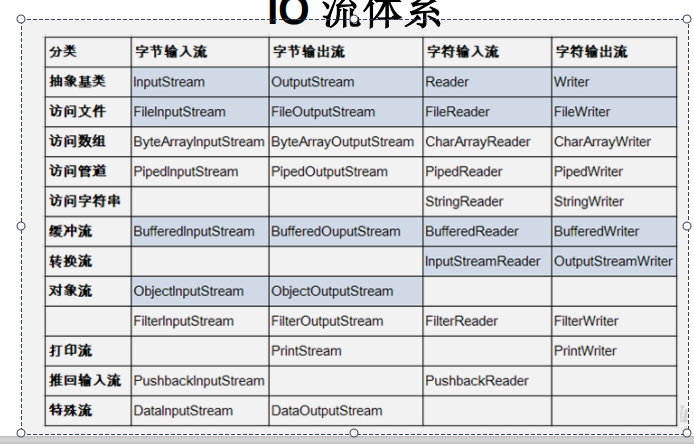 IO 流体系
分类 字节输入流 字节输出流 字符输入流 字符输出流
抽象基类 InputStream OutputStream Reader Writer
访问文件 FileInputStream FileOutputStream FileReader FileWriter
访问数组 ByteArrayInputStream ByteArrayOutputStream CharArrayReader CharArrayWriter
访问管道 PipedInputStream PipedOutputStream PipedReader PipedWriter
访问字符串 StringReader StringWriter
缓冲流 BufferedInputStream BufferedOuputStream BufferedReader BufferedWriter
转换流 InputStreamReader OutputStreamWriter
对象流 ObjectInputStream ObjectOutputStream
FilterInputStream FilterOutputStream FilterReader FilterWriter
打印流 PrintStream PrintWriter
推回输入流 PushbackInputStream PushbackReader
特殊流 DataInputStream DataOutputStream